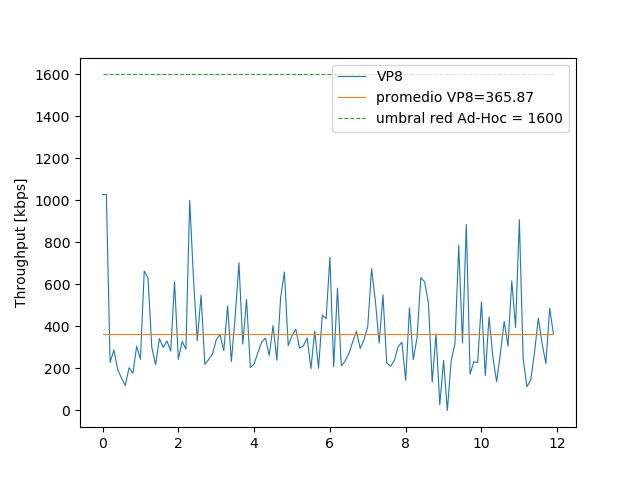 VP8
promedio VP8=365.87
umbral red Ad-Hoc = 1600
Throughput [kbps]
1600
1400
1200
1000
800
600
400
200
0
0 2 4 6 8 10 12